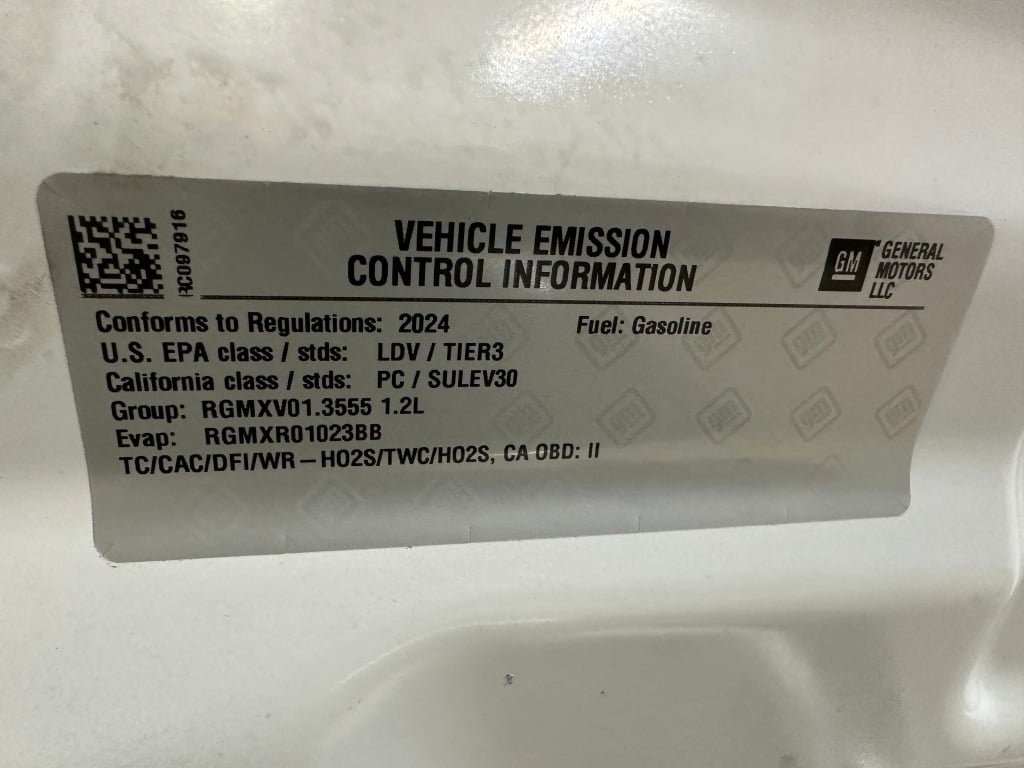 RC097916
VEHICLE EMISSION
CONTROL INFORMATION
GM
GENERAL
MOTORS
LLC
Conforms to Regulations: 2024 Fuel: Gasoline
U.S. EPA class / stds: LDV / TIER3
California class / stds: PC / SULEV30
Group: RGMXV01.3555 1.2L
Evap: RGMXR01023BB
TC/CAC/DFI/WR–HO2S/TWC/HO2S, CA OBD: II